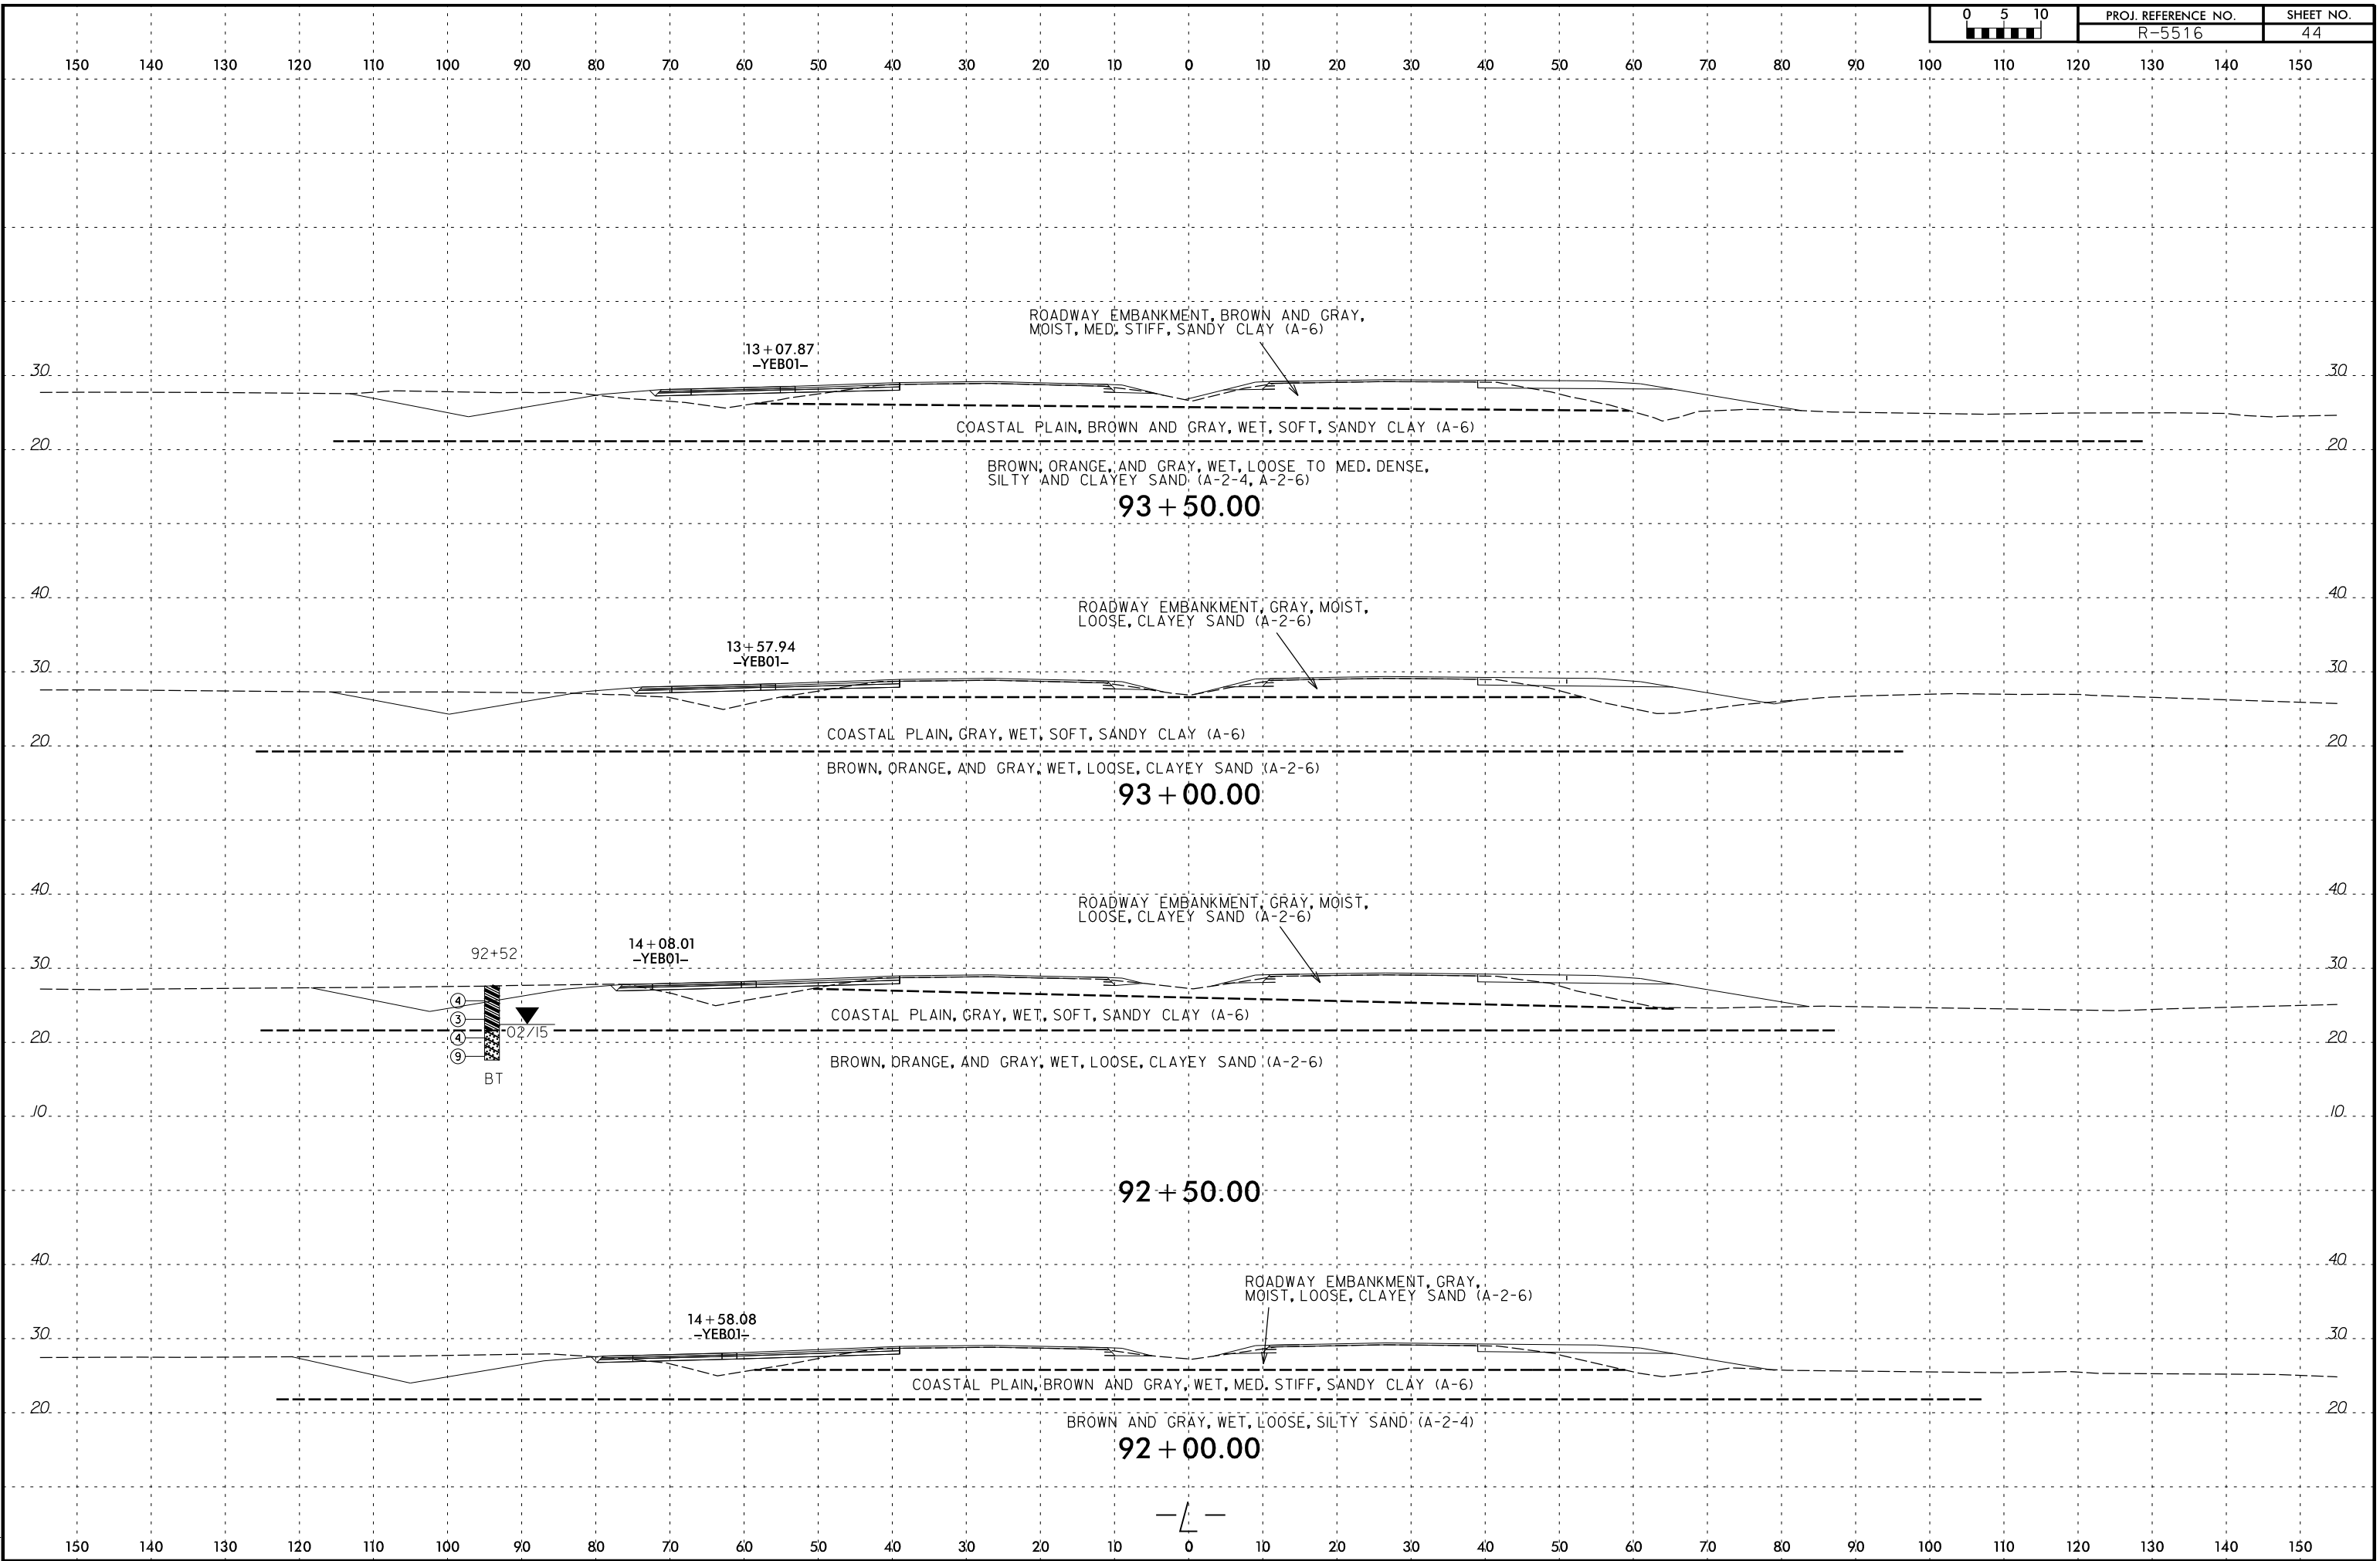 0 5 10
PROJ. REFERENCE NO. SHEET NO.
R-5516 44
150 140 130 120 110 100 90 80 70 60 50 40 30 20 10 0 10 20 30 40 50 60 70 80 90 100 110 120 130 140 150
ROADWAY EMBANKMENT, BROWN AND GRAY,
MOIST, MED. STIFF, SANDY CLAY (A-6)
13+07.87
-YEB01-
30 30
COASTAL PLAIN, BROWN AND GRAY, WET, SOFT, SANDY CLAY (A-6)
20 20
BROWN, ORANGE, AND GRAY, WET, LOOSE TO MED. DENSE,
SILTY AND CLAYEY SAND (A-2-4, A-2-6)
93+50.00
40 40
ROADWAY EMBANKMENT, GRAY, MOIST,
LOOSE, CLAYEY SAND (A-2-6)
13+57.94
-YEB01-
30 30
COASTAL PLAIN, GRAY, WET, SOFT, SANDY CLAY (A-6)
20 20
BROWN, ORANGE, AND GRAY, WET, LOOSE, CLAYEY SAND (A-2-6)
93+00.00
40 40
ROADWAY EMBANKMENT, GRAY, MOIST,
LOOSE, CLAYEY SAND (A-2-6)
14+08.01
-YEB01-
92+52
30 30
4
3
COASTAL PLAIN, GRAY, WET, SOFT, SANDY CLAY (A-6)
02/15
4
20 20
9
BROWN, ORANGE, AND GRAY, WET, LOOSE, CLAYEY SAND (A-2-6)
BT
10 10
92+50.00
40 40
ROADWAY EMBANKMENT, GRAY,
MOIST, LOOSE, CLAYEY SAND (A-2-6)
14+58.08
-YEB01-
30 30
COASTAL PLAIN, BROWN AND GRAY, WET, MED. STIFF, SANDY CLAY (A-6)
20 20
BROWN AND GRAY, WET, LOOSE, SILTY SAND (A-2-4)
92+00.00
-L-
150 140 130 120 110 100 90 80 70 60 50 40 30 20 10 0 10 20 30 40 50 60 70 80 90 100 110 120 130 140 150